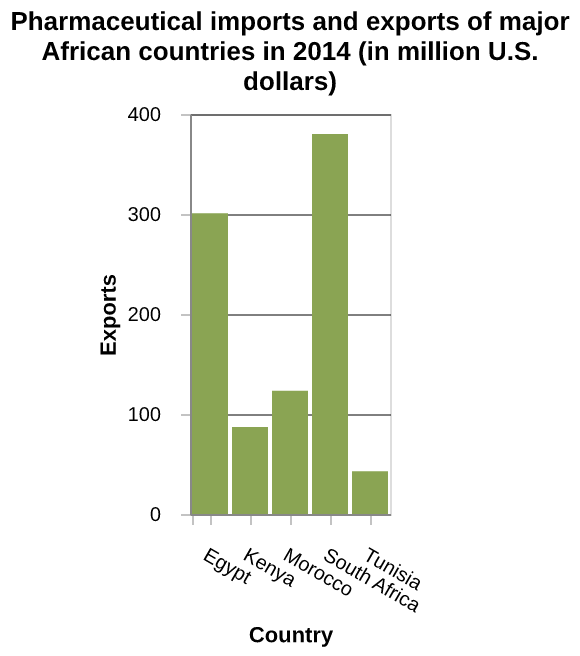 Pharmaceutical imports and exports of major
African countries in 2014 (in million U.S.
dollars)
400
300
200
100
0
Exports
Egypt
Kenya
Morocco
South Africa
Tunisia
Country